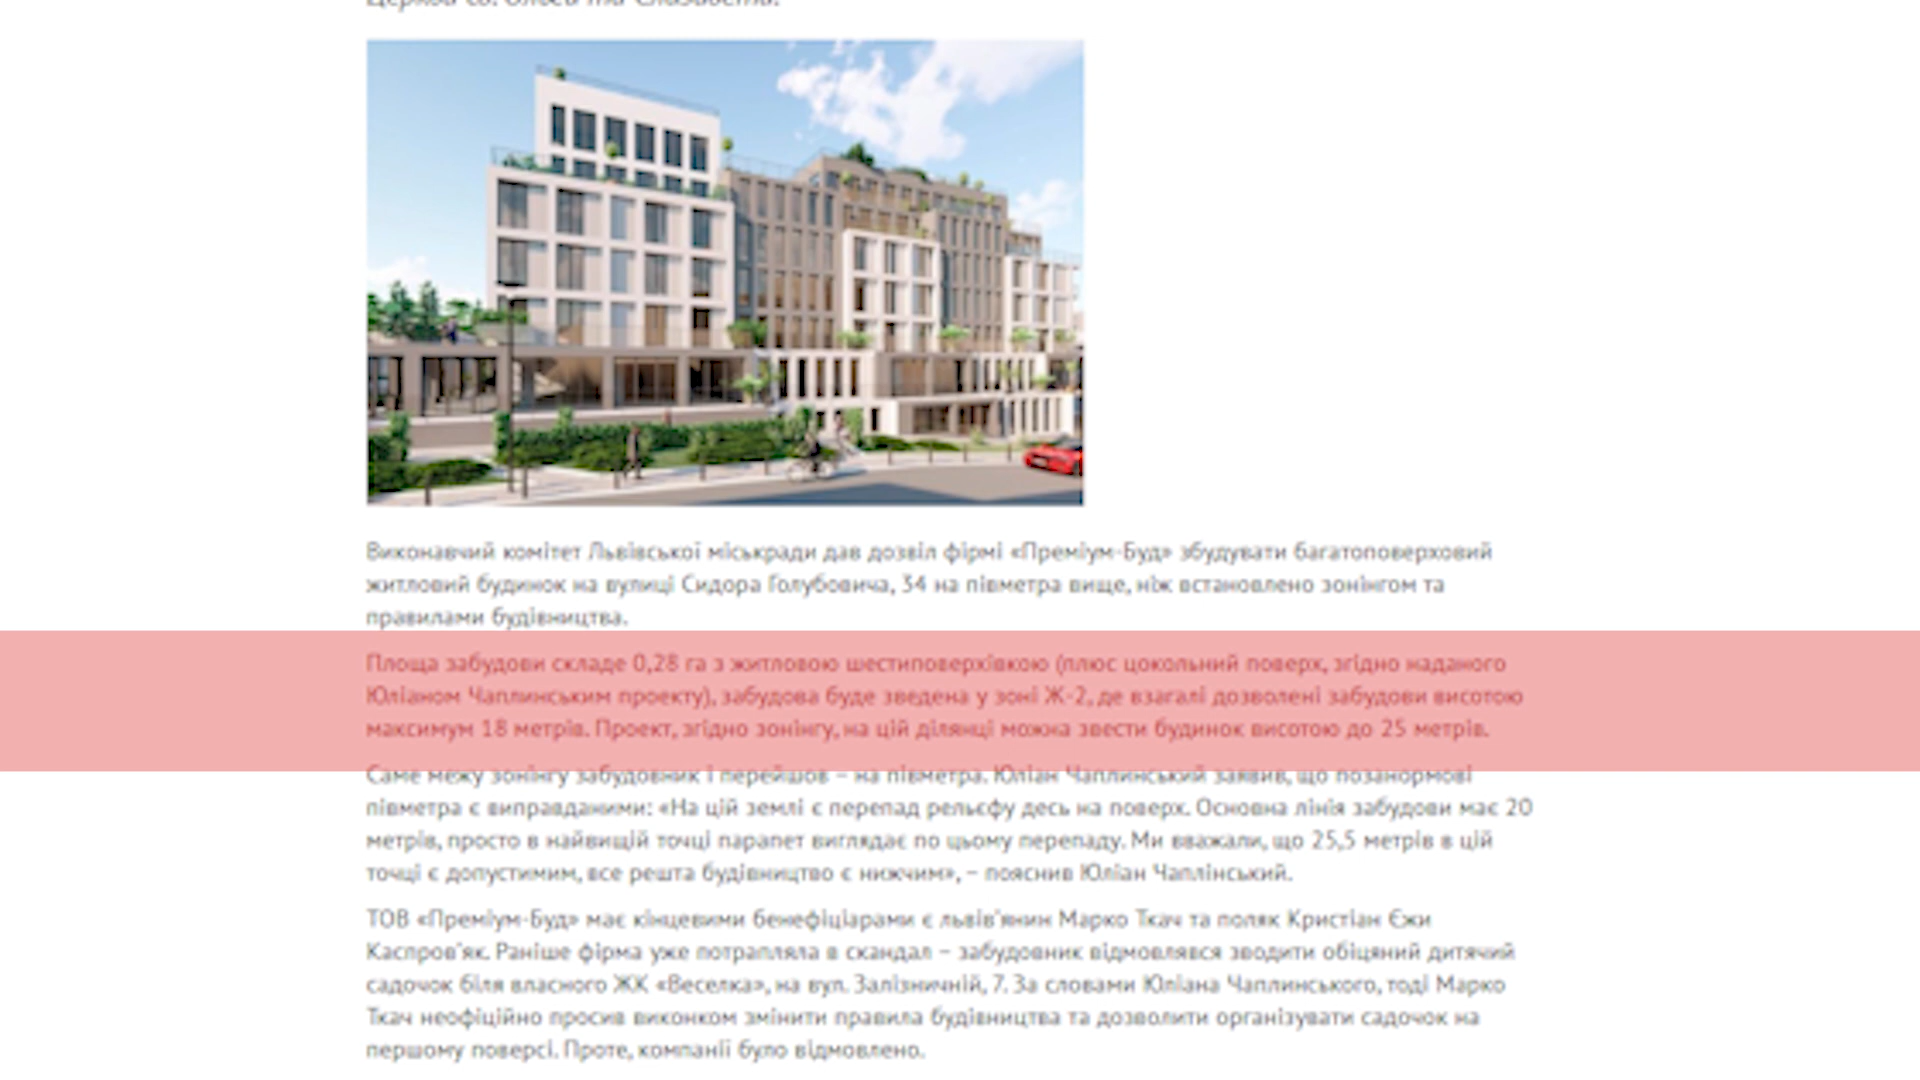 Церква св. Ольги та Єлизавети.
Виконавчий комітет Львівської міськради дав дозвіл фірмі «Преміум-Буд» збудувати багатоповерховий
житловий будинок на вулиці Сидора Голубовича, 34 на півметра вище, ніж встановлено зонінгом та
правилами будівництва.
Площа забудови складе 0,28 га з житловою шестиповерхівкою (плюс цокольний поверх, згідно наданого
Юліаном Чаплинським проекту), забудова буде зведена у зоні Ж-2, де взагалі дозволені забудови висотою
максимум 18 метрів. Проект, згідно зонінгу, на цій ділянці можна звести будинок висотою до 25 метрів.
Саме межу зонінгу забудовник і перейшов – на півметра. Юліан Чаплинський заявив, що позанормові
півметра є виправданими: «На цій землі є перепад рельєфу десь на поверх. Основна лінія забудови має 20
метрів, просто в найвищій точці парапет виглядає по цьому перепаду. Ми вважали, що 25,5 метрів в цій
точці є допустимим, все решта будівництво є нижчим», – пояснив Юліан Чаплінський.
ТОВ «Преміум-Буд» має кінцевими бенефіціарами є львів'янин Марко Ткач та поляк Кристіан Єжи
Каспров'як. Раніше фірма уже потрапляла в скандал – забудовник відмовлявся зводити обіцяний дитячий
садочок біля власного ЖК «Веселка», на вул. Залізничній, 7. За словами Юліана Чаплинського, тоді Марко
Ткач неофіційно просив виконком змінити правила будівництва та дозволити організувати садочок на
першому поверсі. Проте, компанії було відмовлено.